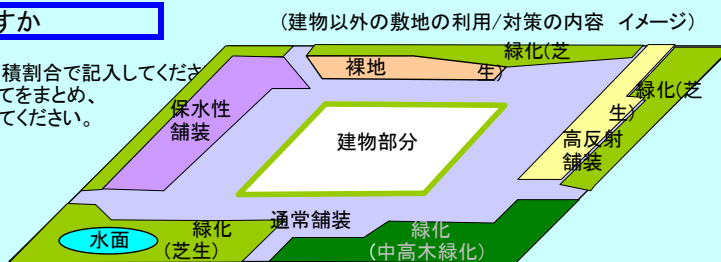 すか
(建物以外の敷地の利用/対策の内容 イメージ)
積割合で記入してくださ
てをまとめ、
てください。
緑化(芝
生)
裸地
緑化(芝
生)
保水性
舗装
建物部分
高反射
舗装
通常舗装
緑化
(芝生)
水面
緑化
(中高木緑化)